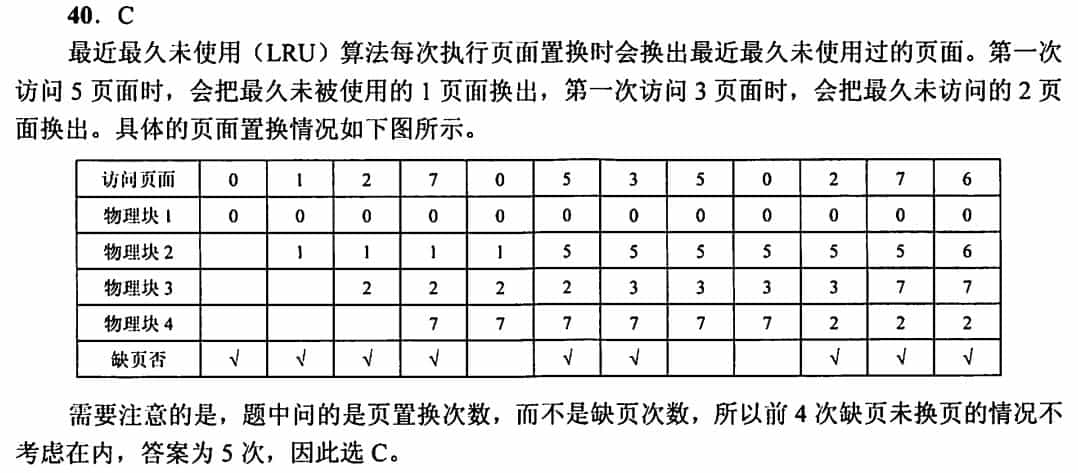 40．C
最近最久未使用（LRU）算法每次执行页面置换时会换出最近最久未使用过的页面。第一次
访问 5 页面时，会把最久未被使用的 1 页面换出，第一次访问 3 页面时，会把最久未访问的 2 页
面换出。具体的页面置换情况如下图所示。
访问页面 0 1 2 7 0 5 3 5 0 2 7 6
物理块 1 0 0 0 0 0 0 0 0 0 0 0 0
物理块 2 1 1 1 1 5 5 5 5 5 5 6
物理块 3 2 2 2 2 3 3 3 3 7 7
物理块 4 7 7 7 7 7 7 2 2 2
缺页否 √ √ √ √ √ √ √ √ √
需要注意的是，题中问的是页置换次数，而不是缺页次数，所以前 4 次缺页未换页的情况不
考虑在内，答案为 5 次，因此选 C。